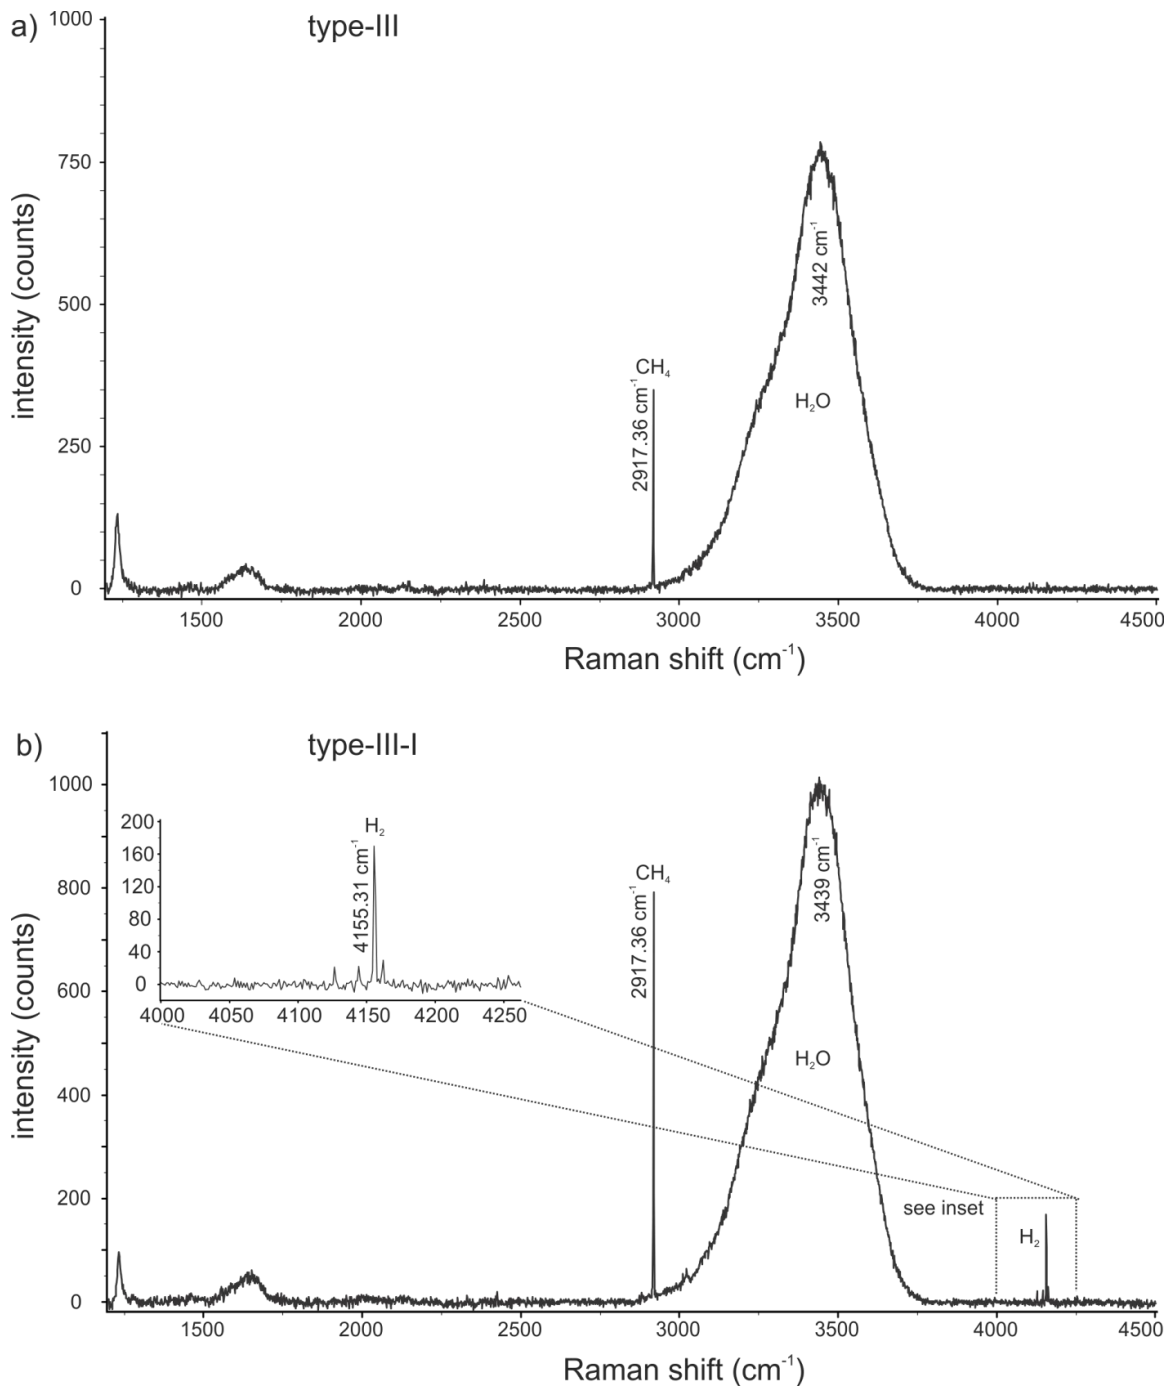 a)
type-III
1000
750
500
250
0
intensity (counts)
CH₄
2917.36 cm⁻¹
3442 cm⁻¹
H₂O
1500
2000
2500
3000
3500
4000
4500
Raman shift (cm⁻¹)
b)
type-III-I
1000
800
600
400
200
0
intensity (counts)
200
160
120
80
40
0
H₂
4155.31 cm⁻¹
4000
4050
4100
4150
4200
4250
CH₄
2917.36 cm⁻¹
3439 cm⁻¹
H₂O
see inset
H₂
1500
2000
2500
3000
3500
4000
4500
Raman shift (cm⁻¹)